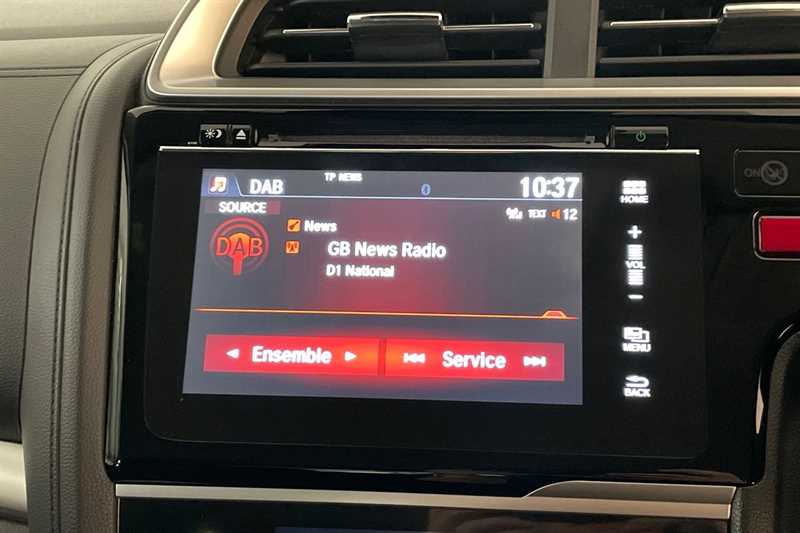 TP NEWS
DAB
10:37
SOURCE
TEXT 12
DAB
News
GB News Radio
D1 National
Ensemble
Service
HOME
+
VOL
−
MENU
BACK
ON